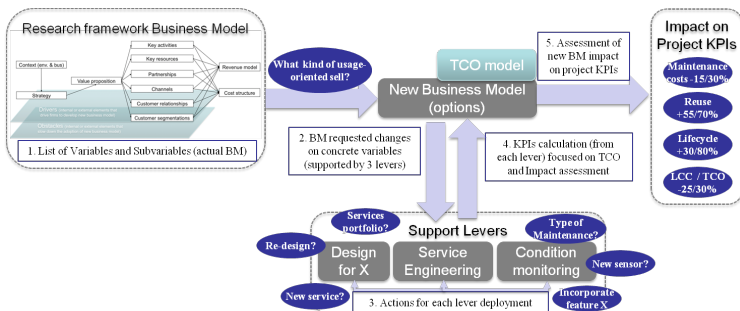 Research framework Business Model
Context (env. & bus)
Strategy
Value proposition
Key activities
Key resources
Partnerships
Channels
Customer relationships
Customer segmentations
Revenue model
Cost structure
1. List of Variables and Subvariables (actual BM)
What kind of usage-
oriented sell?
TCO model
New Business Model
(options)
5. Assessment of
new BM impact
on project KPIs
Impact on
Project KPIs
Maintenance
costs -15/30%
Reuse
+55/70%
Lifecycle
+30/80%
LCC / TCO
-25/30%
2. BM requested changes
on concrete variables
(supported by 3 levers)
4. KPIs calculation (from
each lever) focused on TCO
and Impact assessment
Services
portfolio?
Support Levers
Type of
Maintenance?
Re-design?
Design
for X
Service
Engineering
Condition
monitoring
New sensor?
New service?
3. Actions for each lever deployment
Incorporate
feature X